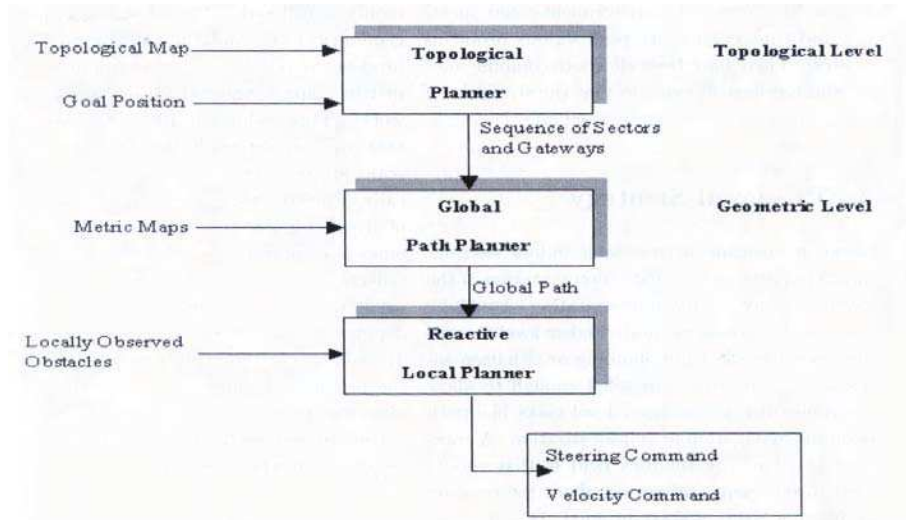 Topological Map
Goal Position
Topological
Planner
Topological Level
Sequence of Sectors
and Gateways
Metric Maps
Global
Path Planner
Geometric Level
Global Path
Locally Observed
Obstacles
Reactive
Local Planner
Steering Command
Velocity Command